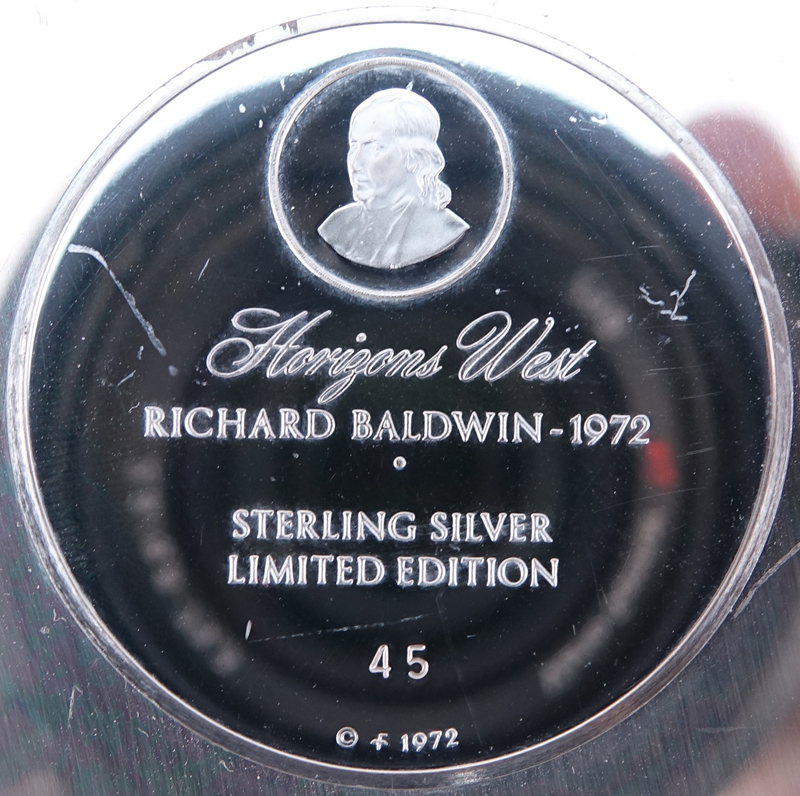 Horizons West
RICHARD BALDWIN-1972
STERLING SILVER
LIMITED EDITION
45
© f 1972